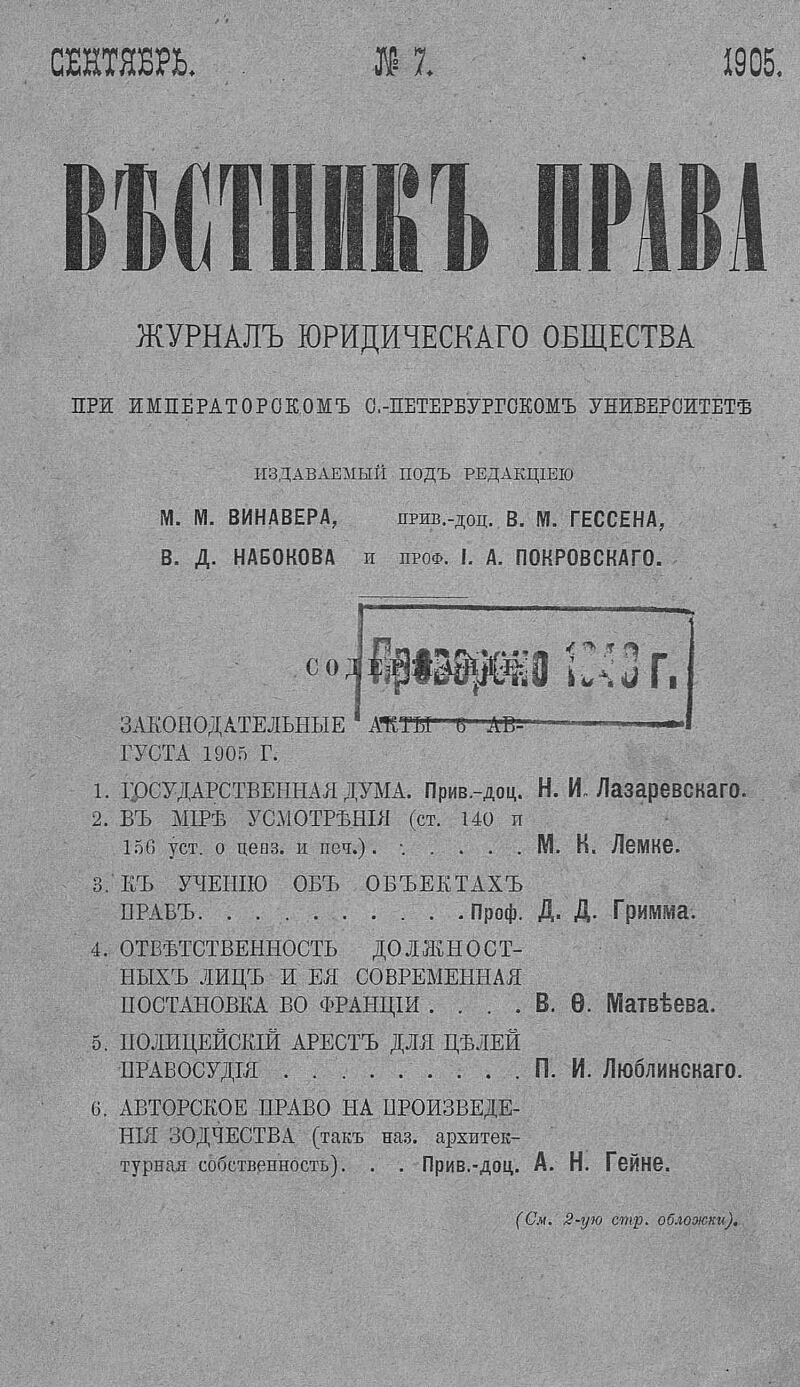 СЕНТЯБРЬ. № 7. 1905.
ВѢСТНИКЪ ПРАВА
ЖУРНАЛЪ ЮРИДИЧЕСКАГО ОБЩЕСТВА
ПРИ ИМПЕРАТОРСКОМЪ С.-ПЕТЕРБУРГСКОМЪ УНИВЕРСИТЕТѢ
ИЗДАВАЕМЫЙ ПОДЪ РЕДАКЦІЕЮ
М. М. ВИНАВЕРА, ПРИВ.-ДОЦ. В. М. ГЕССЕНА,
В. Д. НАБОКОВА И ПРОФ. І. А. ПОКРОВСКАГО.
г.
ЗАКОНОДАТЕЛЬНЫЕ АКТЫ 6 АВ-
ГУСТА 1905 Г.
1. ГОСУДАРСТВЕННАЯ ДУМА. Прив.-доц. Н. И. Лазаревскаго.
2. ВЪ МІРѢ УСМОТРѢНІЯ (ст. 140 и
156 уст. о ценз. и печ.). . . . . . . М. К. Лемке.
3. КЪ УЧЕНІЮ ОБЪ ОБЪЕКТАХЪ
ПРАВЪ. . . . . . . . . . . Проф. Д. Д. Гримма.
4. ОТВѢТСТВЕННОСТЬ ДОЛЖНОСТ-
НЫХЪ ЛИЦЪ И ЕЯ СОВРЕМЕННАЯ
ПОСТАНОВКА ВО ФРАНЦІИ . . . . В. Ѳ. Матвѣева.
5. ПОЛИЦЕЙСКІЙ АРЕСТЪ ДЛЯ ЦѢЛЕЙ
ПРАВОСУДІЯ . . . . . . . . . П. И. Люблинскаго.
6. АВТОРСКОЕ ПРАВО НА ПРОИЗВЕДЕ-
НІЯ ЗОДЧЕСТВА (такъ наз. архитек-
турная собственность). . . Прив.-доц. А. Н. Гейне.
(См. 2-ую стр. обложки).